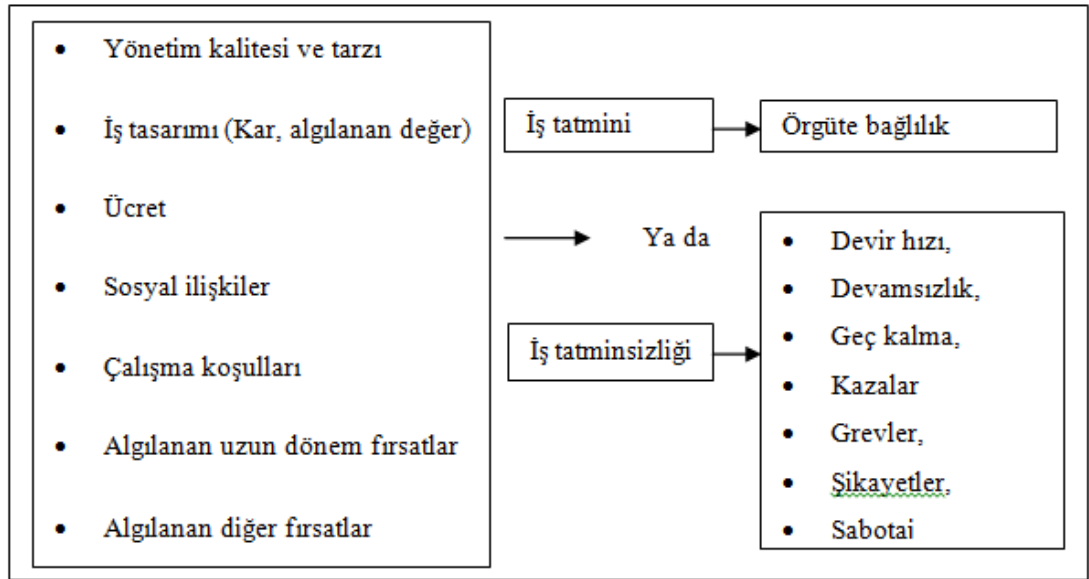 Yönetim kalitesi ve tarzı
İş tasarımı (Kar, algılanan değer)
Ücret
Sosyal ilişkiler
Çalışma koşulları
Algılanan uzun dönem fırsatlar
Algılanan diğer fırsatlar
İş tatmini
Ya da
İş tatminsizliği
Örgüte bağlılık
Devir hızı,
Devamsızlık,
Geç kalma,
Kazalar
Grevler,
Şikayetler,
Sabotaj